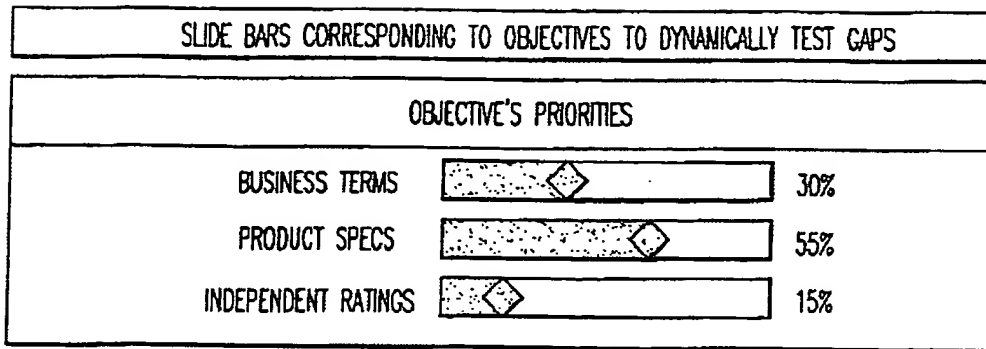 SLIDE BARS CORRESPONDING TO OBJECTIVES TO DYNAMICALLY TEST GAPS
OBJECTIVE'S PRIORITIES
BUSINESS TERMS 30%
PRODUCT SPECS 55%
INDEPENDENT RATINGS 15%